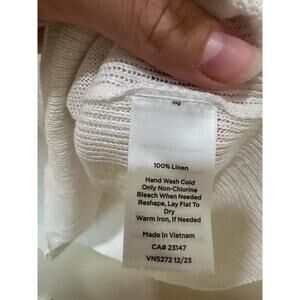 100% Linen
Hand Wash Cold
Only Non-Chlorine
Bleach When Needed
Reshape, Lay Flat To
Dry
Warm Iron, If Needed
Made in Vietnam
CA# 23147
VN5272 12/23